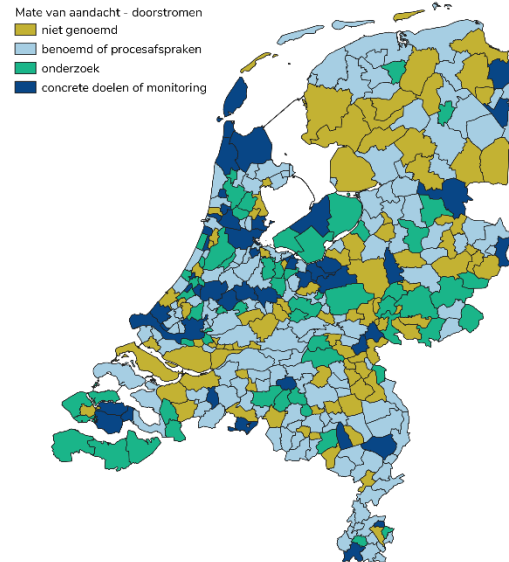 Mate van aandacht - doorstromen
niet genoemd
benoemd of procesafspraken
onderzoek
concrete doelen of monitoring